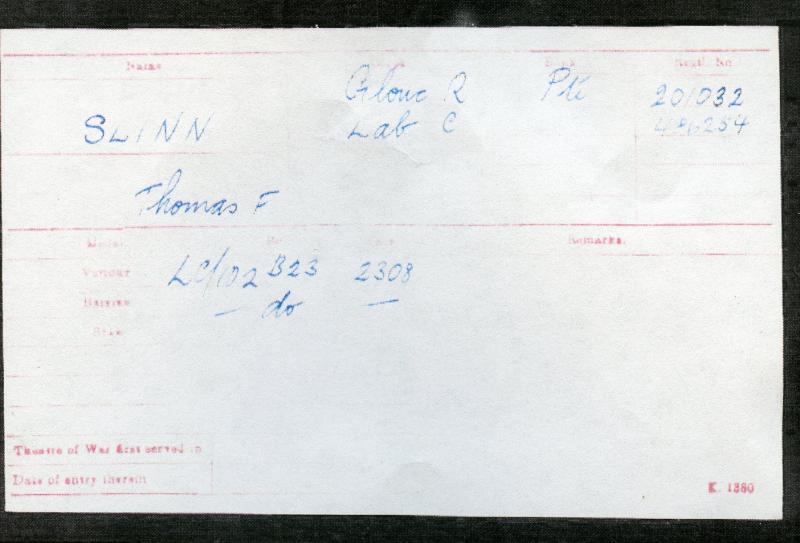 Name Corps Rank Regtl. No
Glouc R Pte 201032
SLINN Lab C
Thomas F
Medal Roll Page Remarks.
Victory LC/102 B23 2308
British — do —
Star
Theatre of War first served in
Date of entry therein
K. 1380